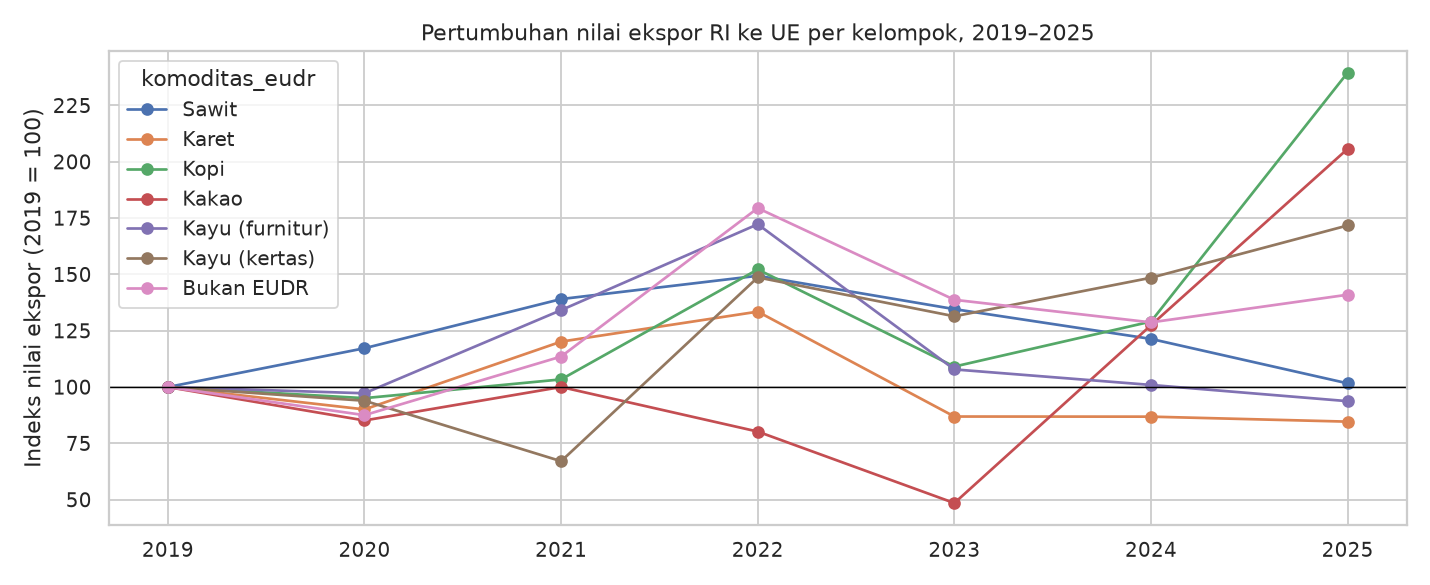 Pertumbuhan nilai ekspor RI ke UE per kelompok, 2019–2025
Indeks nilai ekspor (2019 = 100)
225
200
175
150
125
100
75
50
komoditas_eudr
Sawit
Karet
Kopi
Kakao
Kayu (furnitur)
Kayu (kertas)
Bukan EUDR
2019 2020 2021 2022 2023 2024 2025